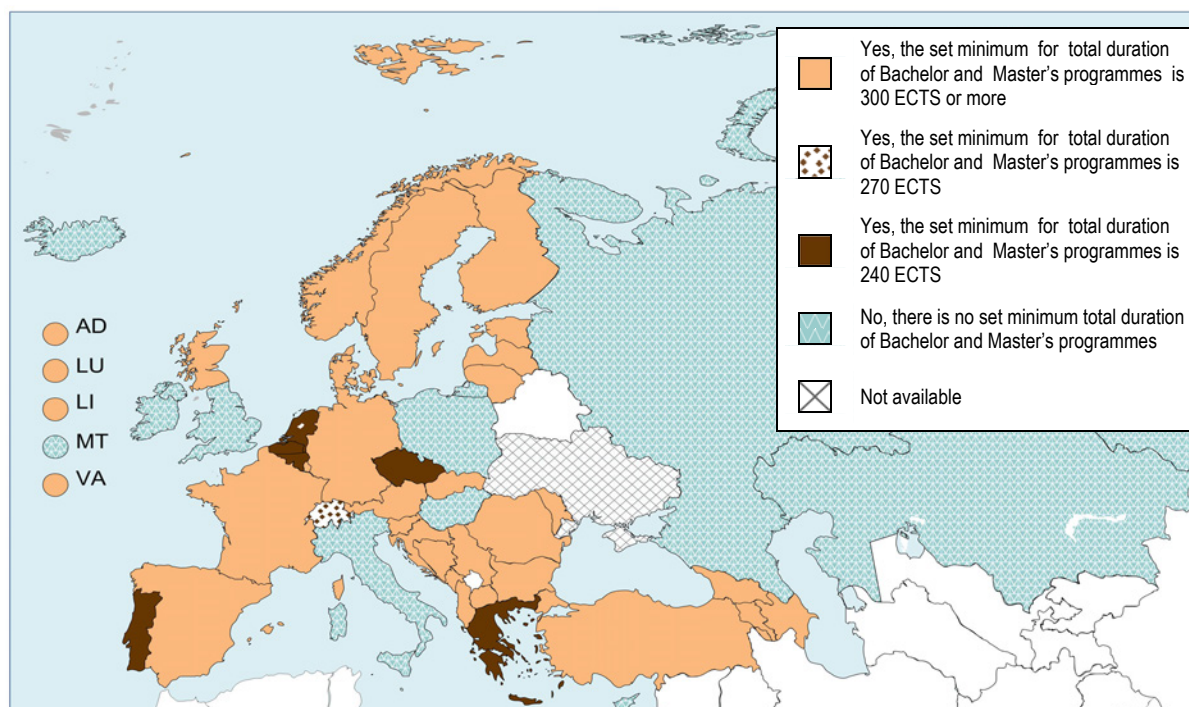 AD
LU
LI
MT
VA
Yes, the set minimum for total duration
of Bachelor and Master's programmes is
300 ECTS or more
Yes, the set minimum for total duration
of Bachelor and Master's programmes is
270 ECTS
Yes, the set minimum for total duration
of Bachelor and Master's programmes is
240 ECTS
No, there is no set minimum total duration
of Bachelor and Master's programmes
Not available